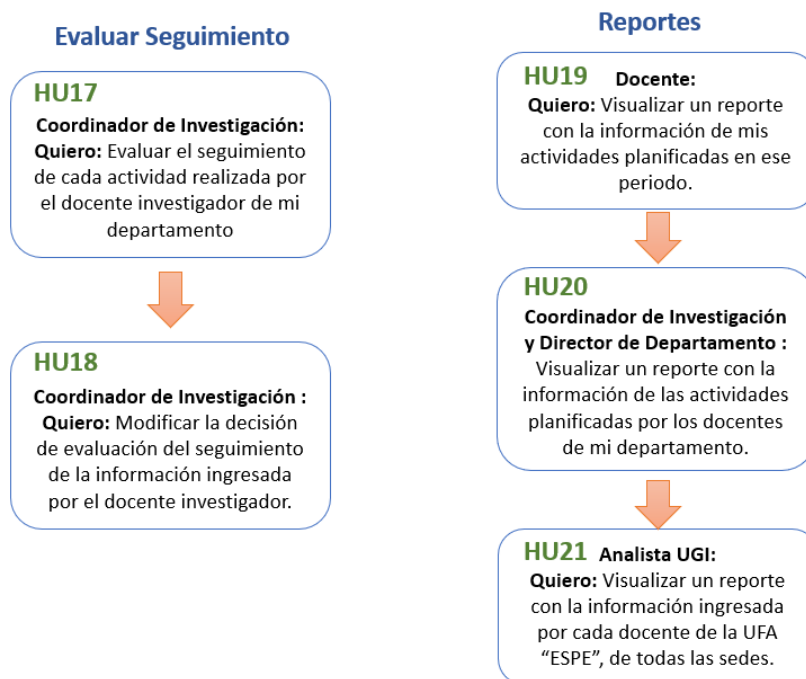 Evaluar Seguimiento
HU17
Coordinador de Investigación:
Quiero: Evaluar el seguimiento
de cada actividad realizada por
el docente investigador de mi
departamento
HU18
Coordinador de Investigación :
Quiero: Modificar la decisión
de evaluación del seguimiento
de la información ingresada
por el docente investigador.
Reportes
HU19 Docente:
Quiero: Visualizar un reporte
con la información de mis
actividades planificadas en ese
periodo.
HU20
Coordinador de Investigación
y Director de Departamento :
Visualizar un reporte con la
información de las actividades
planificadas por los docentes
de mi departamento.
HU21 Analista UGI:
Quiero: Visualizar un reporte
con la información ingresada
por cada docente de la UFA
“ESPE”, de todas las sedes.